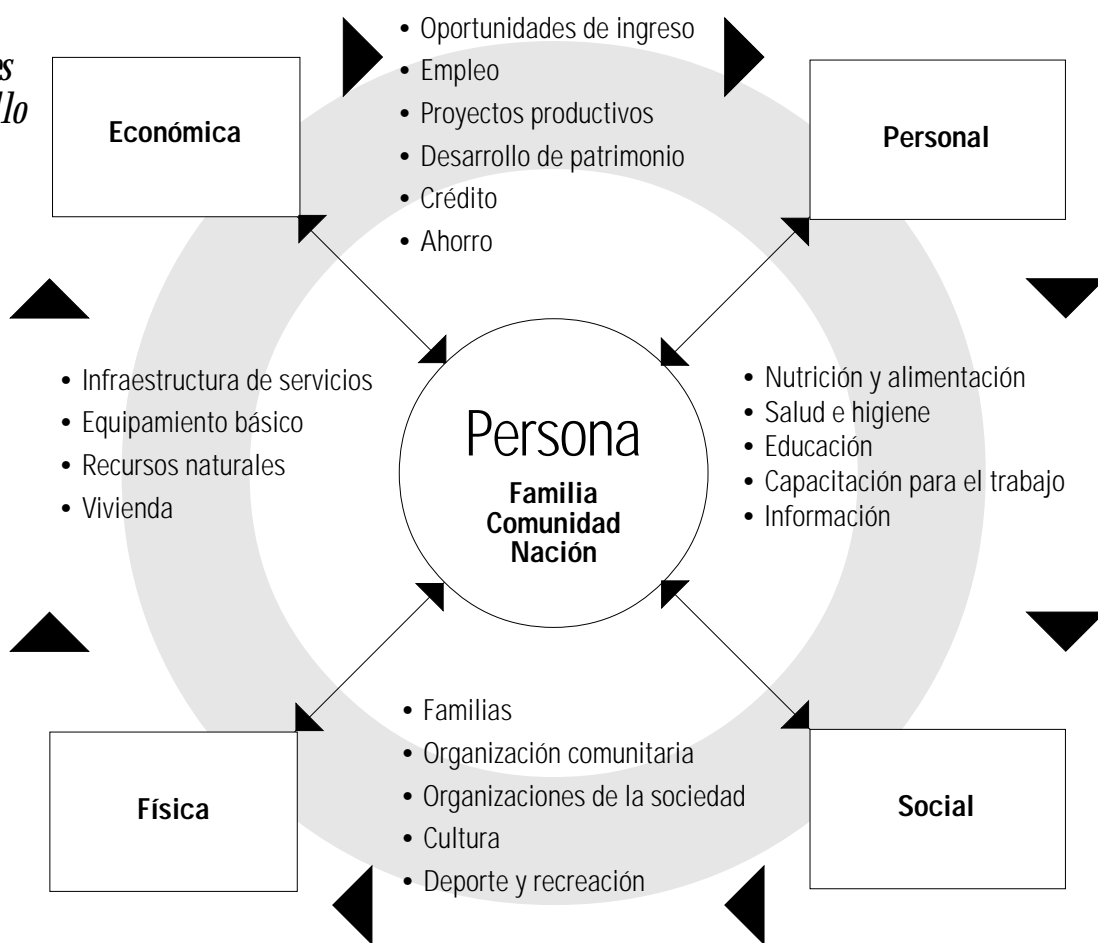 • Oportunidades de ingreso
• Empleo
• Proyectos productivos
• Desarrollo de patrimonio
• Crédito
• Ahorro
Económica
Personal
• Infraestructura de servicios
• Equipamiento básico
• Recursos naturales
• Vivienda
Persona
Familia
Comunidad
Nación
• Nutrición y alimentación
• Salud e higiene
• Educación
• Capacitación para el trabajo
• Información
• Familias
• Organización comunitaria
• Organizaciones de la sociedad
• Cultura
• Deporte y recreación
Física
Social